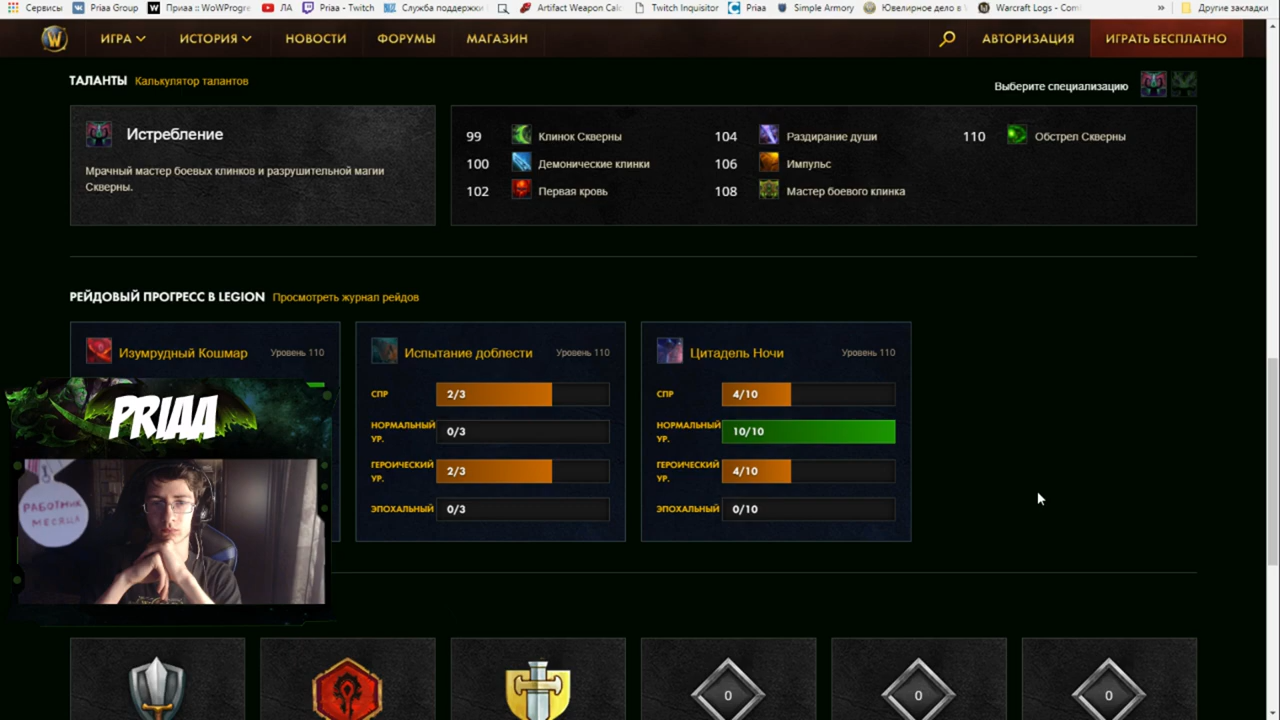 Сервисы Priaa Group Приаа :: WoWProgre ЛА Priaa - Twitch Служба поддержки Artifact Weapon Calc Twitch Inquisitor Priaa Simple Armory Ювелирное дело в W Warcraft Logs - Comb » Другие закладки
ИГРА ИСТОРИЯ НОВОСТИ ФОРУМЫ МАГАЗИН АВТОРИЗАЦИЯ ИГРАТЬ БЕСПЛАТНО
ТАЛАНТЫ Калькулятор талантов Выберите специализацию
Истребление
Мрачный мастер боевых клинков и разрушительной магии
Скверны.
99 Клинок Скверны 104 Раздирание души 110 Обстрел Скверны
100 Демонические клинки 106 Импульс
102 Первая кровь 108 Мастер боевого клинка
РЕЙДОВЫЙ ПРОГРЕСС В LEGION Просмотреть журнал рейдов
Изумрудный Кошмар Уровень 110
Испытание доблести Уровень 110
СПР 2/3
НОРМАЛЬНЫЙ УР. 0/3
ГЕРОИЧЕСКИЙ УР. 2/3
ЭПОХАЛЬНЫЙ 0/3
Цитадель Ночи Уровень 110
СПР 4/10
НОРМАЛЬНЫЙ УР. 10/10
ГЕРОИЧЕСКИЙ УР. 4/10
ЭПОХАЛЬНЫЙ 0/10
PRIAA
РАБОТНИК
МЕСЯЦА
0 0 0